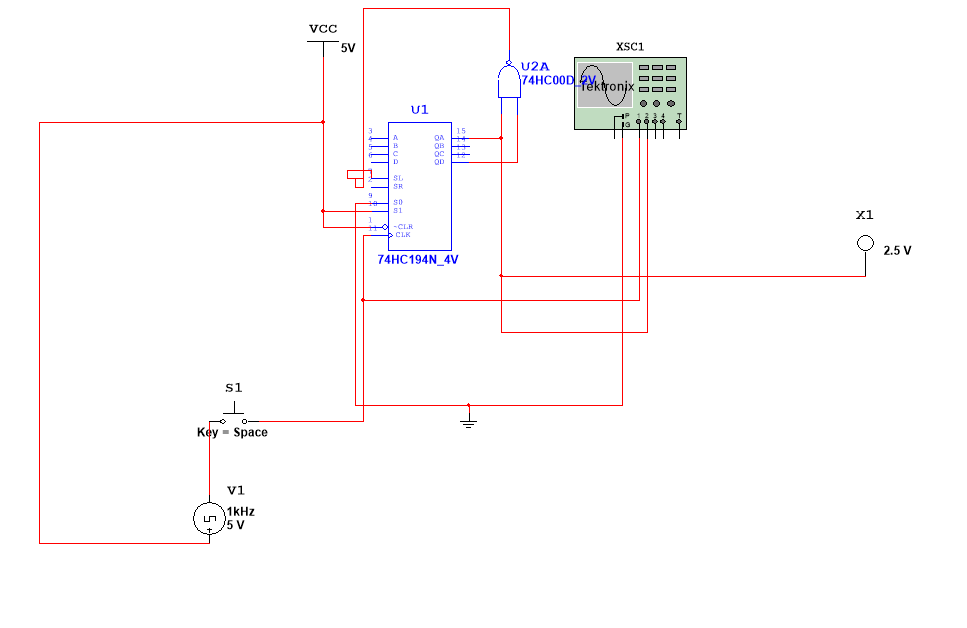 VCC
5V
U2A
74HC00D_2V
XSC1
Tektronix
P
G
1 2 3 4 T
U1
3
4
5
6
2
9
10
1
11
A
B
C
D
SL
SR
S0
S1
~CLR
CLK
QA
QB
QC
QD
15
14
13
12
74HC194N_4V
X1
2.5 V
S1
Key = Space
V1
1kHz
5 V